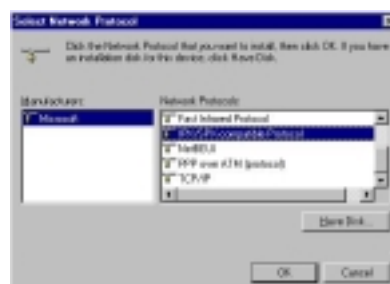 Select Network Protocol
Click the Network Protocol that you want to install, then click OK. If you have
an installation disk for this device, click Have Disk.
Manufacturers:
Microsoft
Network Protocols:
Fast Infrared Protocol
IPX/SPX-compatible Protocol
NetBEUI
PPP over ATM (protocol)
TCP/IP
Have Disk...
OK
Cancel